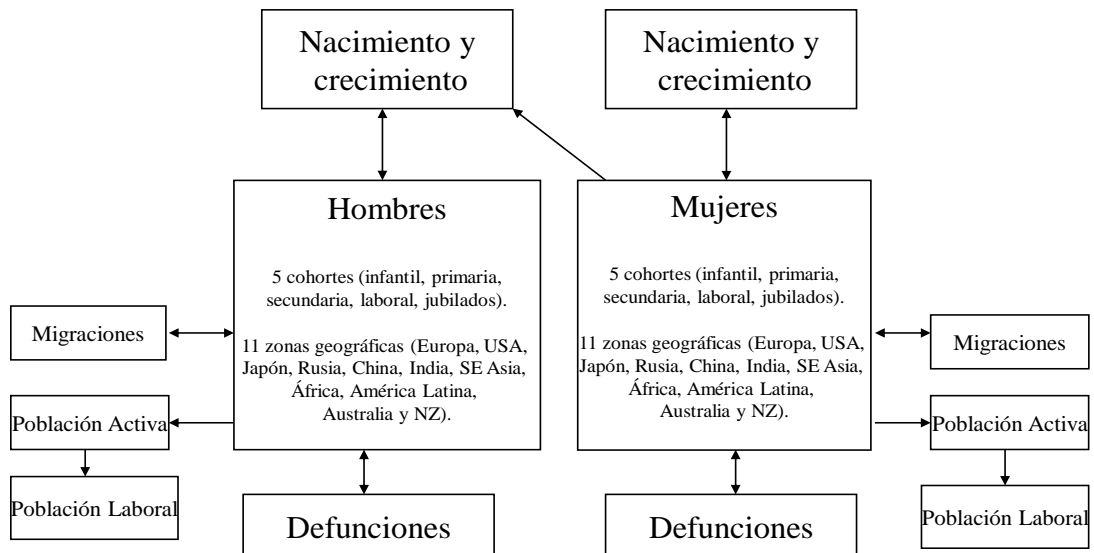 Nacimiento y
crecimiento
Nacimiento y
crecimiento
Hombres
5 cohortes (infantil, primaria,
secundaria, laboral, jubilados).
11 zonas geográficas (Europa, USA,
Japón, Rusia, China, India, SE Asia,
África, América Latina,
Australia y NZ).
Mujeres
5 cohortes (infantil, primaria,
secundaria, laboral, jubilados).
11 zonas geográficas (Europa, USA,
Japón, Rusia, China, India, SE Asia,
África, América Latina,
Australia y NZ).
Migraciones
Migraciones
Población Activa
Población Activa
Población Laboral
Población Laboral
Defunciones
Defunciones